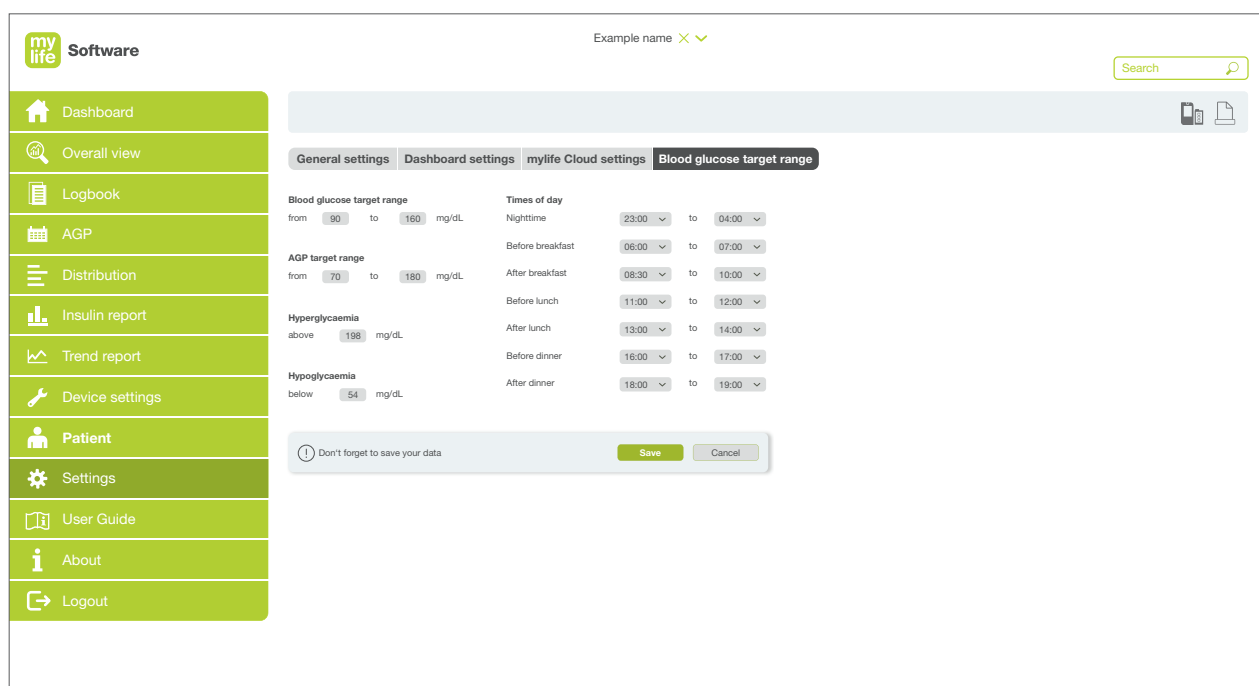 my
life
Software
Example name
Search
Dashboard
Overall view
Logbook
AGP
Distribution
Insulin report
Trend report
Device settings
Patient
Settings
User Guide
About
Logout
General settings Dashboard settings mylife Cloud settings Blood glucose target range
Blood glucose target range
from 90 to 160 mg/dL
AGP target range
from 70 to 180 mg/dL
Hyperglycaemia
above 198 mg/dL
Hypoglycaemia
below 54 mg/dL
Times of day
Nighttime 23:00 to 04:00
Before breakfast 06:00 to 07:00
After breakfast 08:30 to 10:00
Before lunch 11:00 to 12:00
After lunch 13:00 to 14:00
Before dinner 16:00 to 17:00
After dinner 18:00 to 19:00
Don't forget to save your data Save Cancel